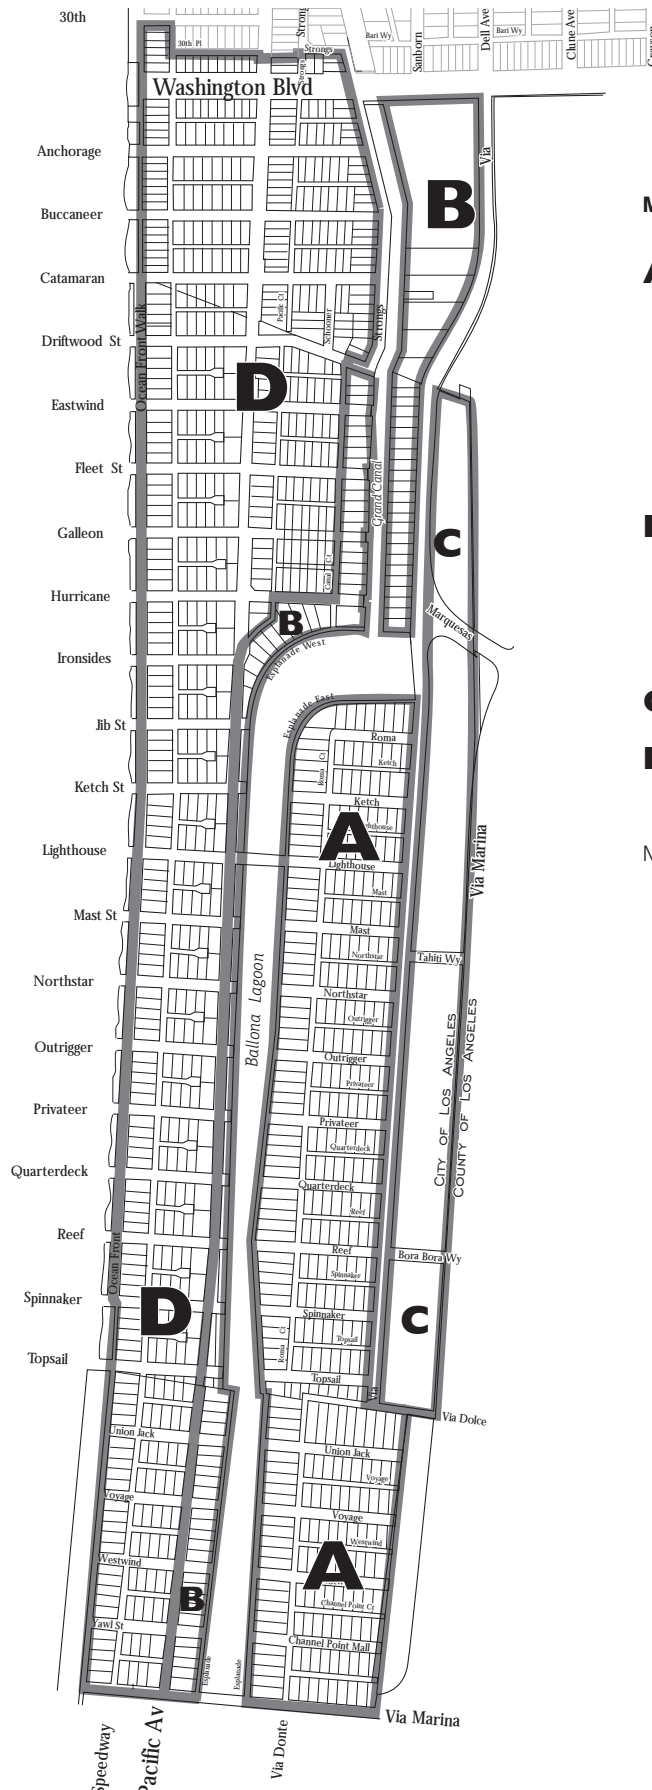 30th
Strong
30th Pl
Strongs
Strongs
Bari Wy
Sanborn
Dell Ave
Bari Wy
Clune Ave
Washington Blvd
Via
Anchorage
B
Buccaneer
Catamaran
Pacific Ct
Schooner
Strongs
Ocean Front Walk
Driftwood St
D
Eastwind
Fleet St
Grand Canal
Galleon
C
Canal Ct
Hurricane
B
Marquesas
Esplanade West
Ironsides
Esplanade East
Jib St
Roma
Roma Ct
Ketch
Ketch St
Ketch
A
Lighthouse
Lighthouse
Via Marina
Mast
Mast St
Mast
Northstar
Tahiti Wy
Ballona Lagoon
Northstar
Northstar
Outrigger
City of Los Angeles
County of Los Angeles
Outrigger
Outrigger
Privateer
Privateer
Privateer
Quarterdeck
Quarterdeck
Quarterdeck
Reef
Reef
Reef
Bora Bora Wy
Ocean Front
Spinnaker
Spinnaker
D
Spinnaker
C
Topsail
Roma Ct
Topsail
Topsail
Via
Via Dolce
Union Jack
Union Jack
Voyage
Voyage
Voyage
Westwind
Westwind
A
B
Channel Point Ct
Yawl St
Channel Point Mall
Esplanade
Esplanade
Via Marina
Speedway
Pacific Av
Via Donte